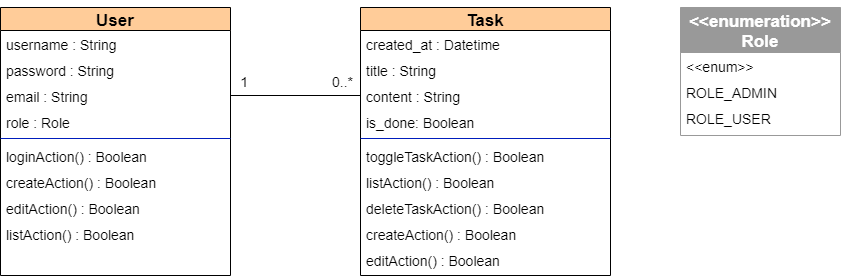 User
username : String
password : String
email : String
role : Role
loginAction() : Boolean
createAction() : Boolean
editAction() : Boolean
listAction() : Boolean
1
0..*
Task
created_at : Datetime
title : String
content : String
is_done: Boolean
toggleTaskAction() : Boolean
listAction() : Boolean
deleteTaskAction() : Boolean
createAction() : Boolean
editAction() : Boolean
<<enumeration>>
Role
<<enum>>
ROLE_ADMIN
ROLE_USER